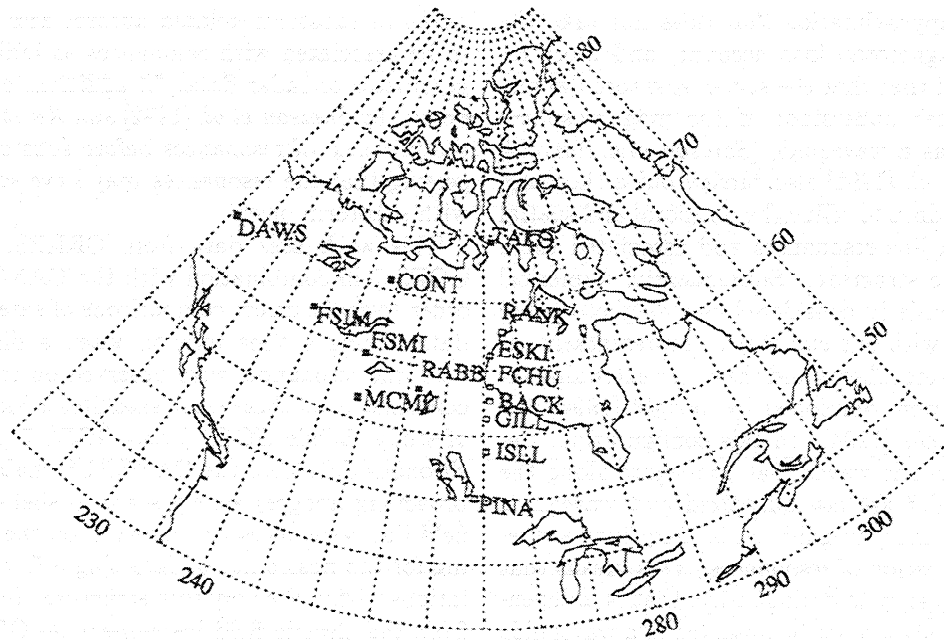 80
70
60
DAWS
TALO
CONT
FSIM
RANK
50
FSMI
ESKI
RABB
FCHU
MCMU
BACK
GILL
ISLL
PINA
230
300
290
240
280